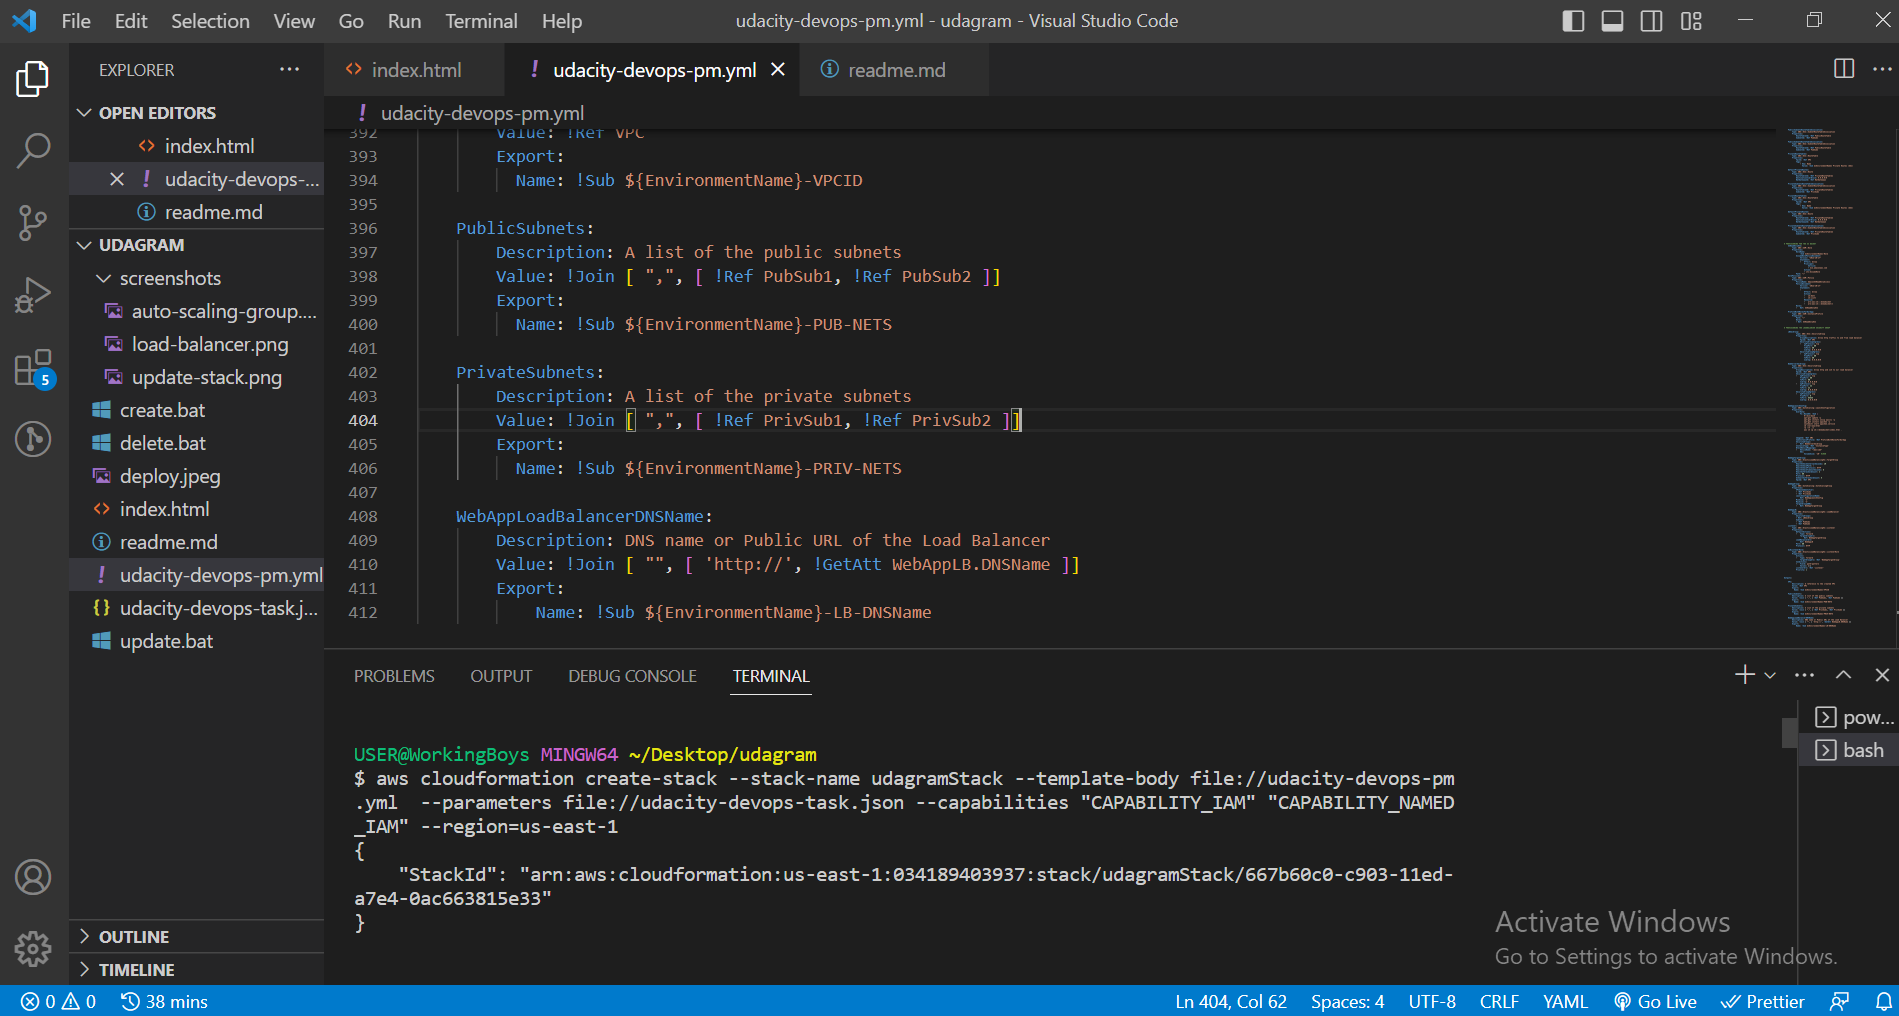 File Edit Selection View Go Run Terminal Help
udacity-devops-pm.yml - udagram - Visual Studio Code
EXPLORER
OPEN EDITORS
index.html
udacity-devops-...
readme.md
UDAGRAM
screenshots
auto-scaling-group....
load-balancer.png
update-stack.png
create.bat
delete.bat
deploy.jpeg
index.html
readme.md
udacity-devops-pm.yml
udacity-devops-task.j...
update.bat
OUTLINE
TIMELINE
5
index.html udacity-devops-pm.yml readme.md
udacity-devops-pm.yml
392 Value: !Ref VPC
393 Export:
394 Name: !Sub ${EnvironmentName}-VPCID
395
396 PublicSubnets:
397 Description: A list of the public subnets
398 Value: !Join [ ",", [ !Ref PubSub1, !Ref PubSub2 ]]
399 Export:
400 Name: !Sub ${EnvironmentName}-PUB-NETS
401
402 PrivateSubnets:
403 Description: A list of the private subnets
404 Value: !Join [ ",", [ !Ref PrivSub1, !Ref PrivSub2 ]]
405 Export:
406 Name: !Sub ${EnvironmentName}-PRIV-NETS
407
408 WebAppLoadBalancerDNSName:
409 Description: DNS name or Public URL of the Load Balancer
410 Value: !Join [ "", [ 'http://', !GetAtt WebAppLB.DNSName ]]
411 Export:
412 Name: !Sub ${EnvironmentName}-LB-DNSName
PROBLEMS OUTPUT DEBUG CONSOLE TERMINAL
USER@WorkingBoys MINGW64 ~/Desktop/udagram
$ aws cloudformation create-stack --stack-name udagramStack --template-body file://udacity-devops-pm
.yml --parameters file://udacity-devops-task.json --capabilities "CAPABILITY_IAM" "CAPABILITY_NAMED
_IAM" --region=us-east-1
{
"StackId": "arn:aws:cloudformation:us-east-1:034189403937:stack/udagramStack/667b60c0-c903-11ed-
a7e4-0ac663815e33"
}
pow...
bash
Activate Windows
Go to Settings to activate Windows.
0 0 38 mins
Ln 404, Col 62 Spaces: 4 UTF-8 CRLF YAML Go Live Prettier